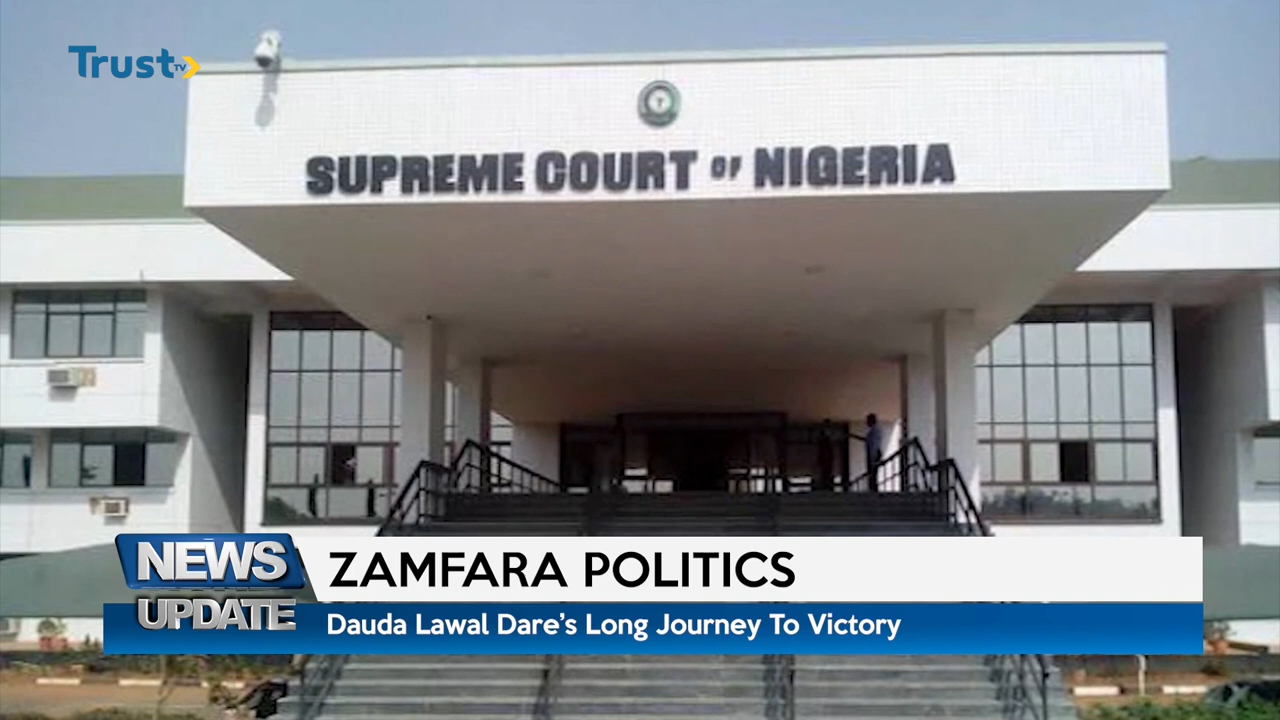 Trust TV
SUPREME COURT OF NIGERIA
NEWS
UPDATE
ZAMFARA POLITICS
Dauda Lawal Dare's Long Journey To Victory